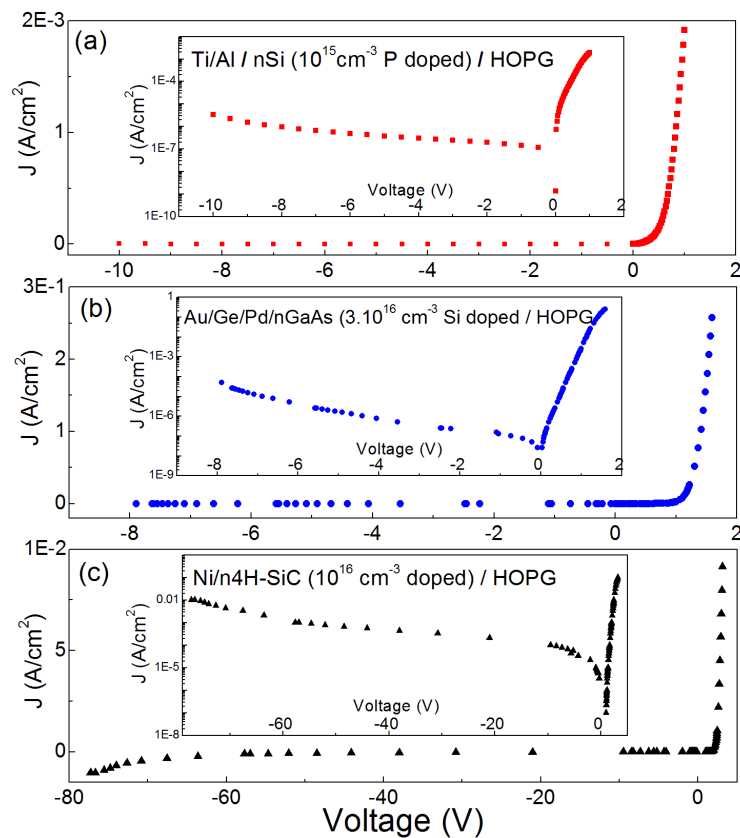 2E-3
(a)
Ti/Al / nSi (10¹⁵cm⁻³ P doped) / HOPG
1E-4
J (A/cm²)
1E-7
Voltage (V)
1E-10
-10 -8 -6 -4 -2 0 2
J (A/cm²)
1E-3
0
-10 -8 -6 -4 -2 0 2
3E-1
(b)
1
Au/Ge/Pd/nGaAs (3.10¹⁶ cm⁻³ Si doped / HOPG
1E-3
J (A/cm²)
1E-6
Voltage (V)
1E-9
-8 -6 -4 -2 0 2
J (A/cm²)
2E-1
0
-8 -6 -4 -2 0 2
1E-2
(c)
Ni/n4H-SiC (10¹⁶ cm⁻³ doped) / HOPG
0.01
J (A/cm²)
1E-5
Voltage (V)
1E-8
-60 -40 -20 0
J (A/cm²)
5E-3
0
-80 -60 -40 -20 0
Voltage (V)